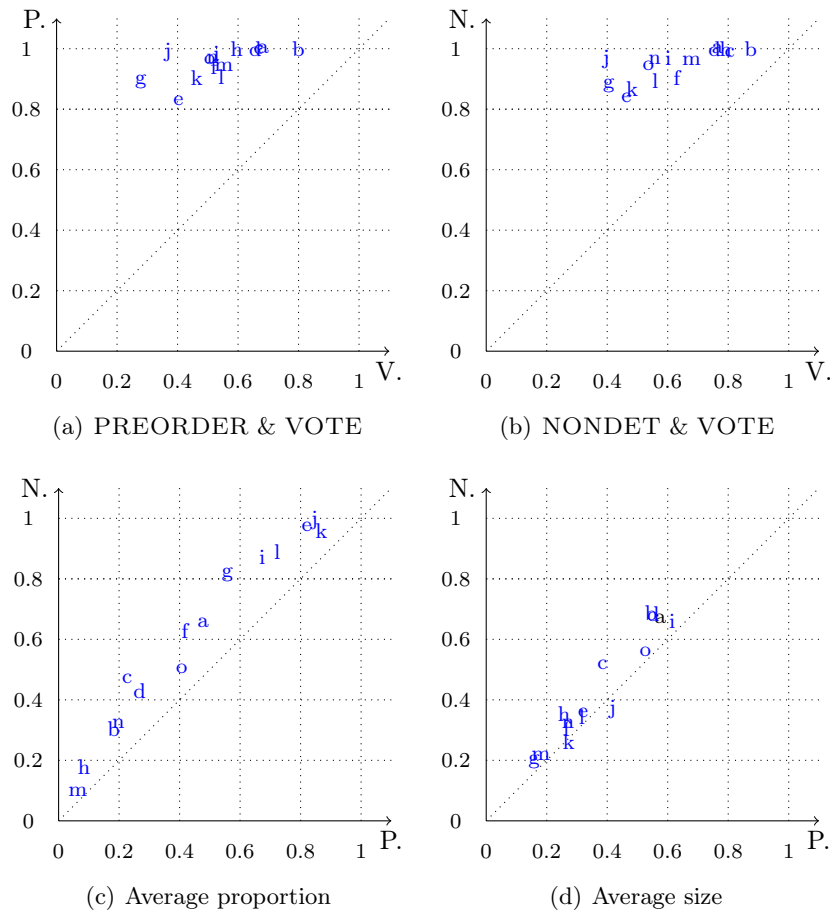 P.
1
0.8
0.6
0.4
0.2
0
0 0.2 0.4 0.6 0.8 1
V.
j h a b
m
g k l
e
(a) PREORDER & VOTE
N.
1
0.8
0.6
0.4
0.2
0
0 0.2 0.4 0.6 0.8 1
V.
b
j n i m
o
g k l f
e
(b) NONDET & VOTE
N.
1
0.8
0.6
0.4
0.2
0
0 0.2 0.4 0.6 0.8 1
P.
j
e k
i l
g
f a
o
c d
b n
h
m
(c) Average proportion
N.
1
0.8
0.6
0.4
0.2
0
0 0.2 0.4 0.6 0.8 1
P.
a i
o
c
h e j
k
g m
(d) Average size